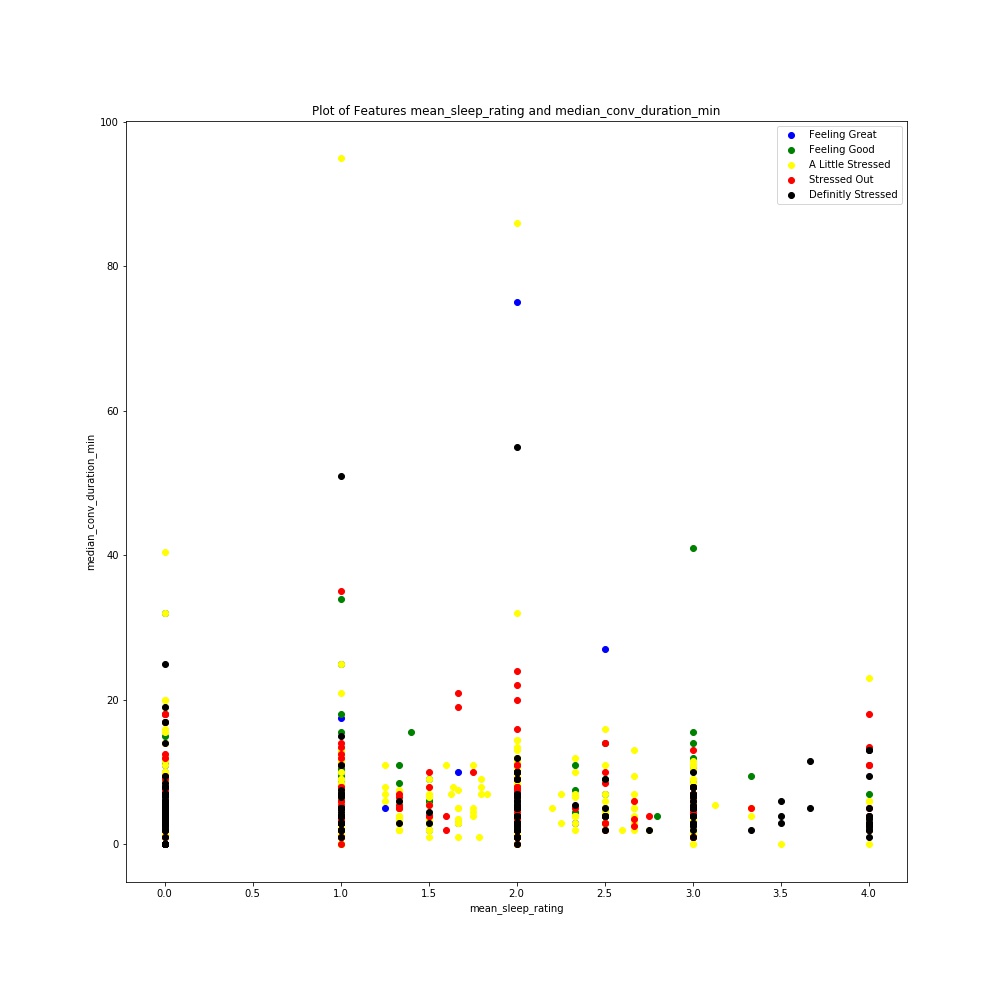 Plot of Features mean_sleep_rating and median_conv_duration_min
100
80
60
40
20
0
median_conv_duration_min
Feeling Great
Feeling Good
A Little Stressed
Stressed Out
Definitly Stressed
0.0 0.5 1.0 1.5 2.0 2.5 3.0 3.5 4.0
mean_sleep_rating